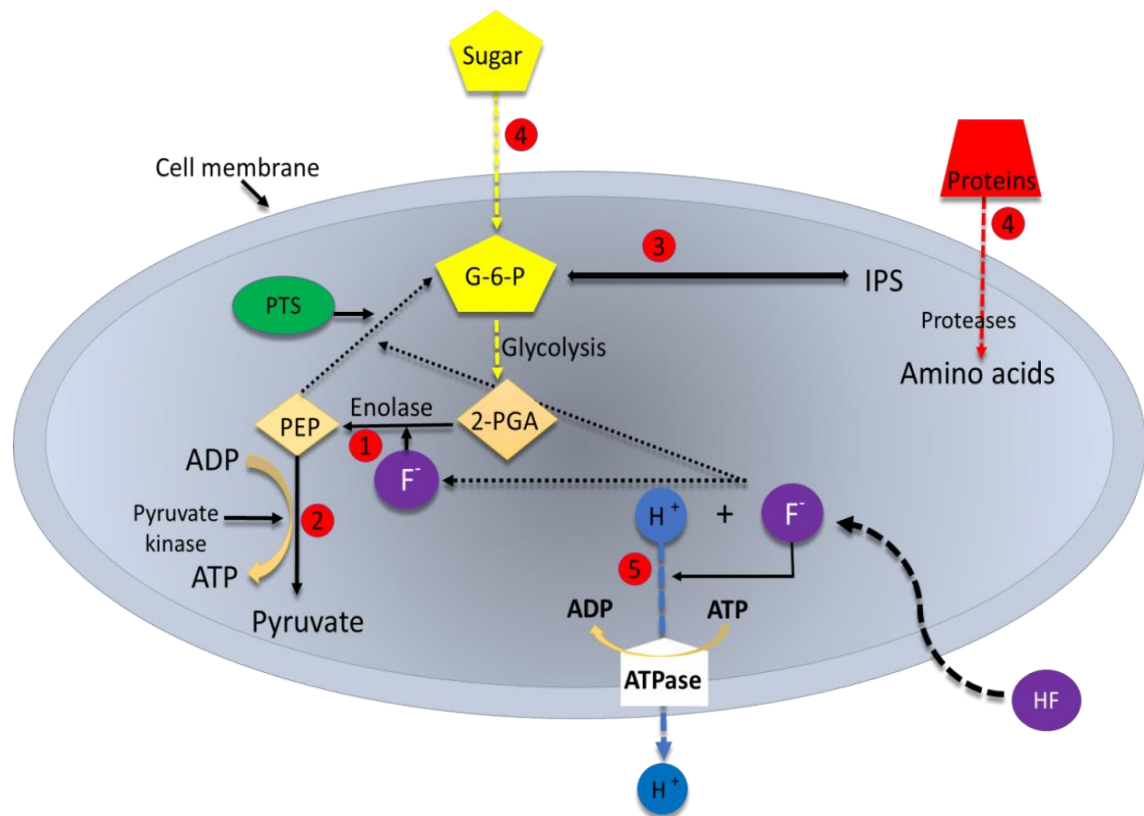 Sugar
4
Cell membrane
Proteins
4
3
G-6-P
IPS
PTS
Proteases
Glycolysis
Amino acids
Enolase
2-PGA
PEP
1
ADP
F⁻
H⁺
+
F⁻
Pyruvate
kinase
2
5
ATP
ADP
ATP
Pyruvate
ATPase
HF
H⁺